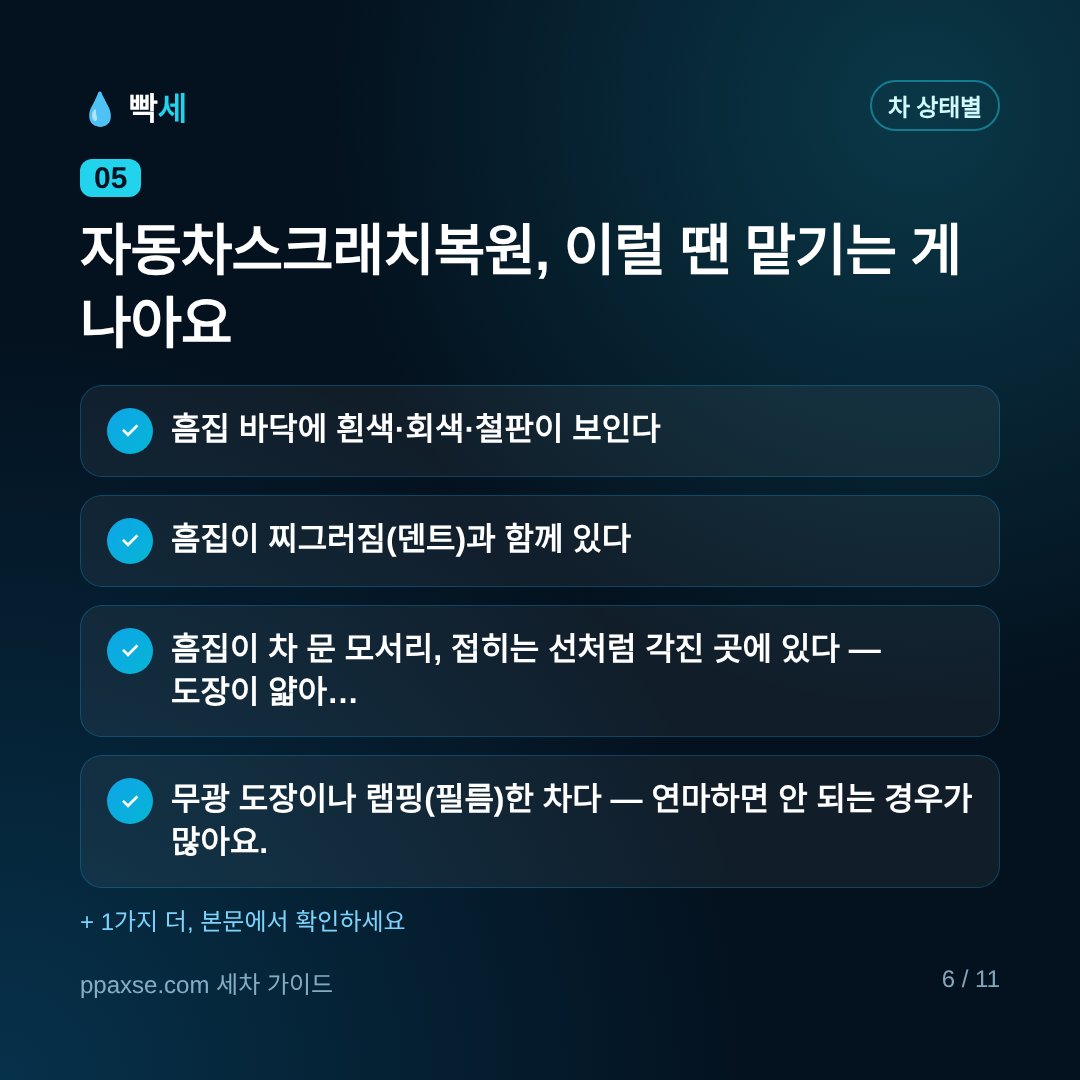 빡세
차 상태별
05
자동차스크래치복원, 이럴 땐 맡기는 게
나아요
흠집 바닥에 흰색·회색·철판이 보인다
흠집이 찌그러짐(덴트)과 함께 있다
흠집이 차 문 모서리, 접히는 선처럼 각진 곳에 있다 —
도장이 얇아…
무광 도장이나 랩핑(필름)한 차다 — 연마하면 안 되는 경우가
많아요.
+ 1가지 더, 본문에서 확인하세요
ppaxse.com 세차 가이드
6 / 11